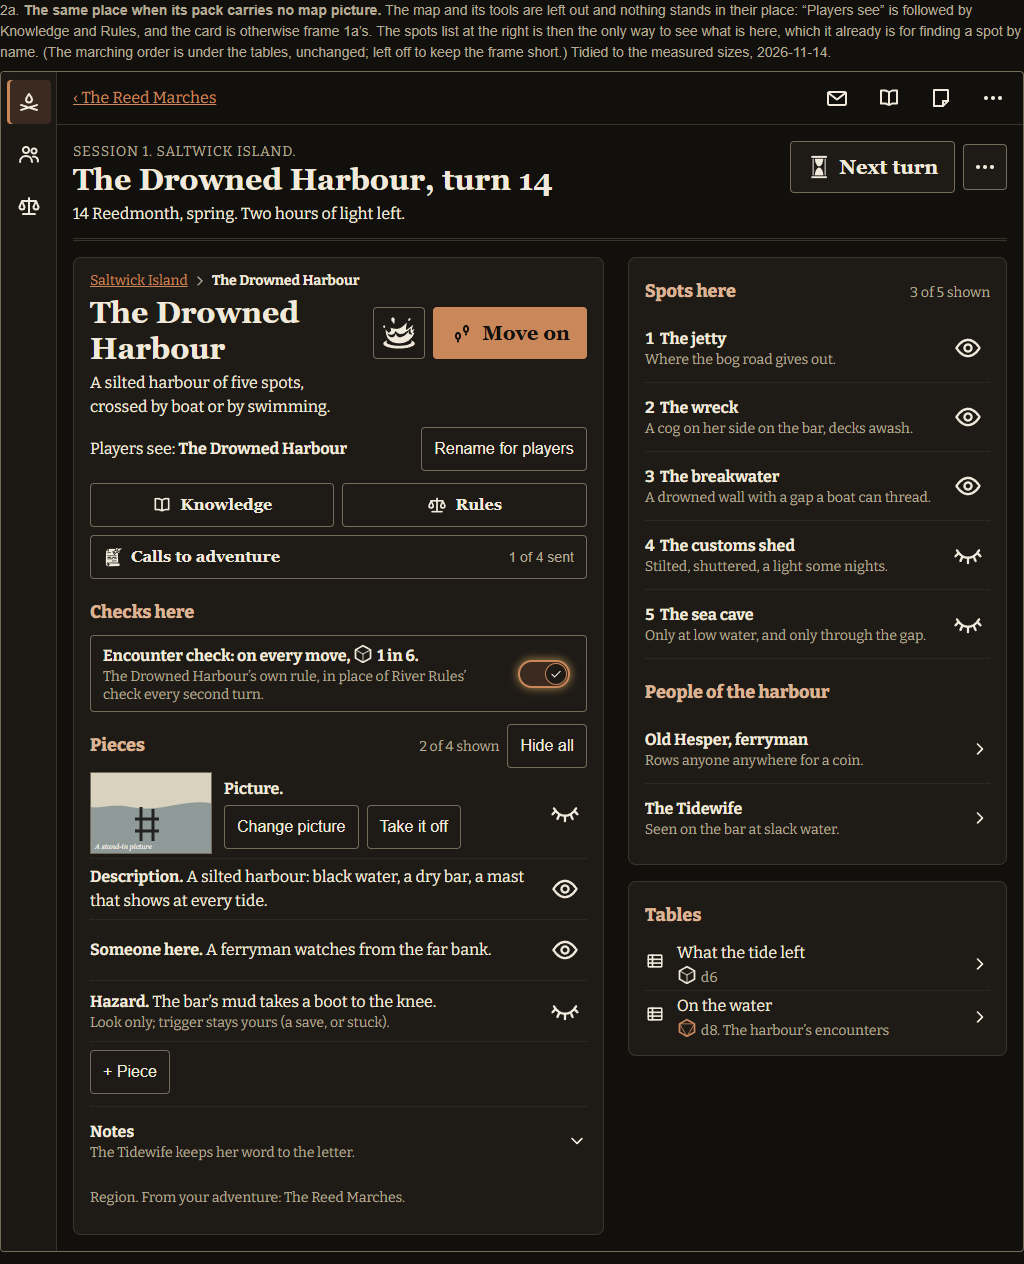 2a. The same place when its pack carries no map picture. The map and its tools are left out and nothing stands in their place: “Players see” is followed by
Knowledge and Rules, and the card is otherwise frame 1a’s. The spots list at the right is then the only way to see what is here, which it already is for finding a spot by
name. (The marching order is under the tables, unchanged; left off to keep the frame short.) Tidied to the measured sizes, 2026-11-14.
‹ The Reed Marches
SESSION 1. SALTWICK ISLAND.
The Drowned Harbour, turn 14
14 Reedmonth, spring. Two hours of light left.
Next turn
Saltwick Island > The Drowned Harbour
The Drowned
Harbour
Move on
A silted harbour of five spots,
crossed by boat or by swimming.
Players see: The Drowned Harbour
Rename for players
Knowledge
Rules
Calls to adventure
1 of 4 sent
Checks here
Encounter check: on every move, 1 in 6.
The Drowned Harbour’s own rule, in place of River Rules’
check every second turn.
Pieces
2 of 4 shown
Hide all
A stand-in picture
Picture.
Change picture
Take it off
Description. A silted harbour: black water, a dry bar, a mast
that shows at every tide.
Someone here. A ferryman watches from the far bank.
Hazard. The bar’s mud takes a boot to the knee.
Look only; trigger stays yours (a save, or stuck).
+ Piece
Notes
The Tidewife keeps her word to the letter.
Region. From your adventure: The Reed Marches.
Spots here
3 of 5 shown
1 The jetty
Where the bog road gives out.
2 The wreck
A cog on her side on the bar, decks awash.
3 The breakwater
A drowned wall with a gap a boat can thread.
4 The customs shed
Stilted, shuttered, a light some nights.
5 The sea cave
Only at low water, and only through the gap.
People of the harbour
Old Hesper, ferryman
Rows anyone anywhere for a coin.
The Tidewife
Seen on the bar at slack water.
Tables
What the tide left
d6
On the water
d8. The harbour’s encounters